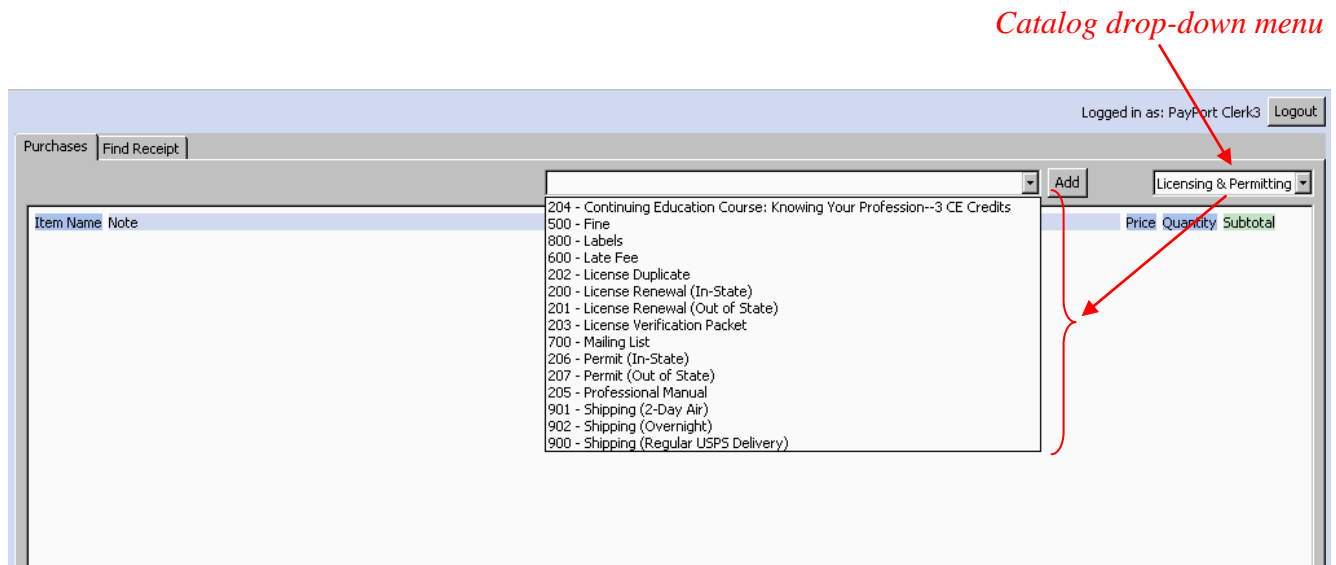 Catalog drop-down menu
Logged in as: PayPort Clerk3 Logout
Purchases Find Receipt
Add Licensing & Permitting
Item Name Note Price Quantity Subtotal
204 - Continuing Education Course: Knowing Your Profession--3 CE Credits
500 - Fine
800 - Labels
600 - Late Fee
202 - License Duplicate
200 - License Renewal (In-State)
201 - License Renewal (Out of State)
203 - License Verification Packet
700 - Mailing List
206 - Permit (In-State)
207 - Permit (Out of State)
205 - Professional Manual
901 - Shipping (2-Day Air)
902 - Shipping (Overnight)
900 - Shipping (Regular USPS Delivery)